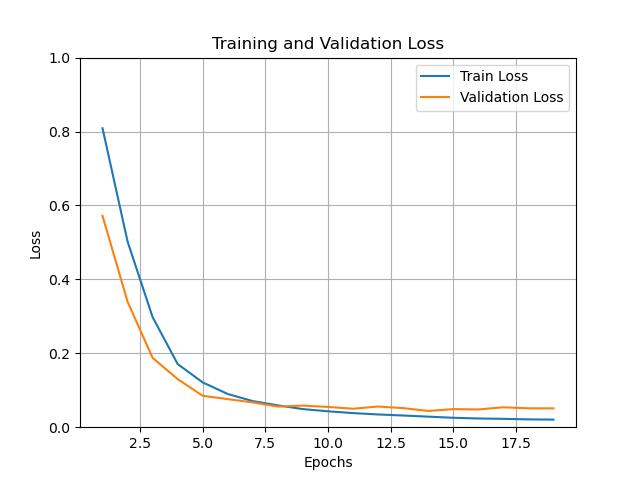 Training and Validation Loss
Train Loss
Validation Loss
Loss
1.0
0.8
0.6
0.4
0.2
0.0
2.5 5.0 7.5 10.0 12.5 15.0 17.5
Epochs